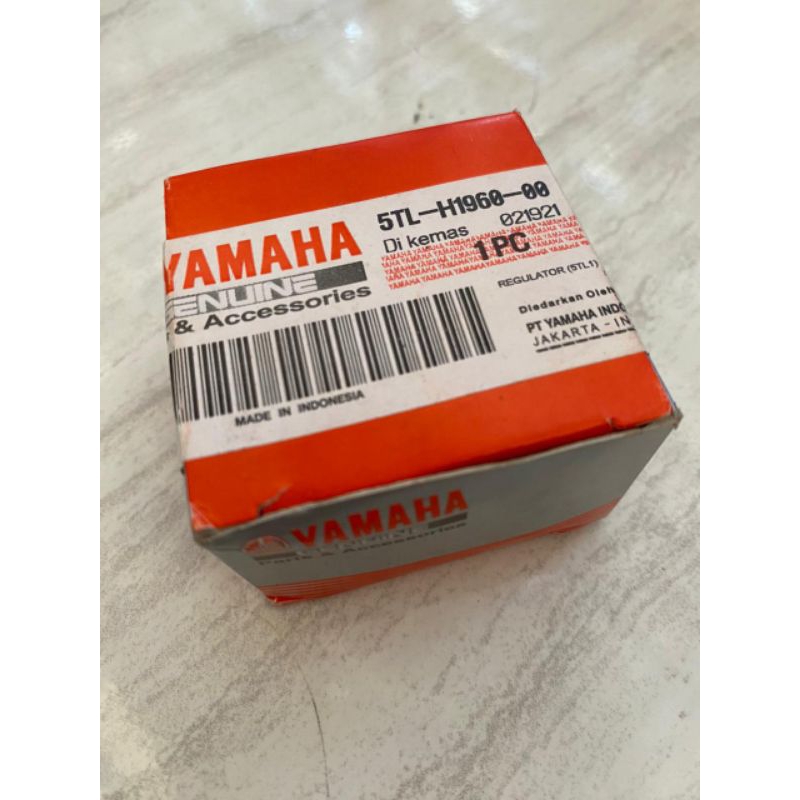 YAMAHA
ENUINE
& Accessories
5TL-H1960-00
Di kemas 021921
1 PC
REGULATOR (5TL1)
Diedarkan Oleh
PT YAMAHA INDO
JAKARTA - IN
MADE IN INDONESIA
YAMAHA
GENUINE
Parts & Accessories